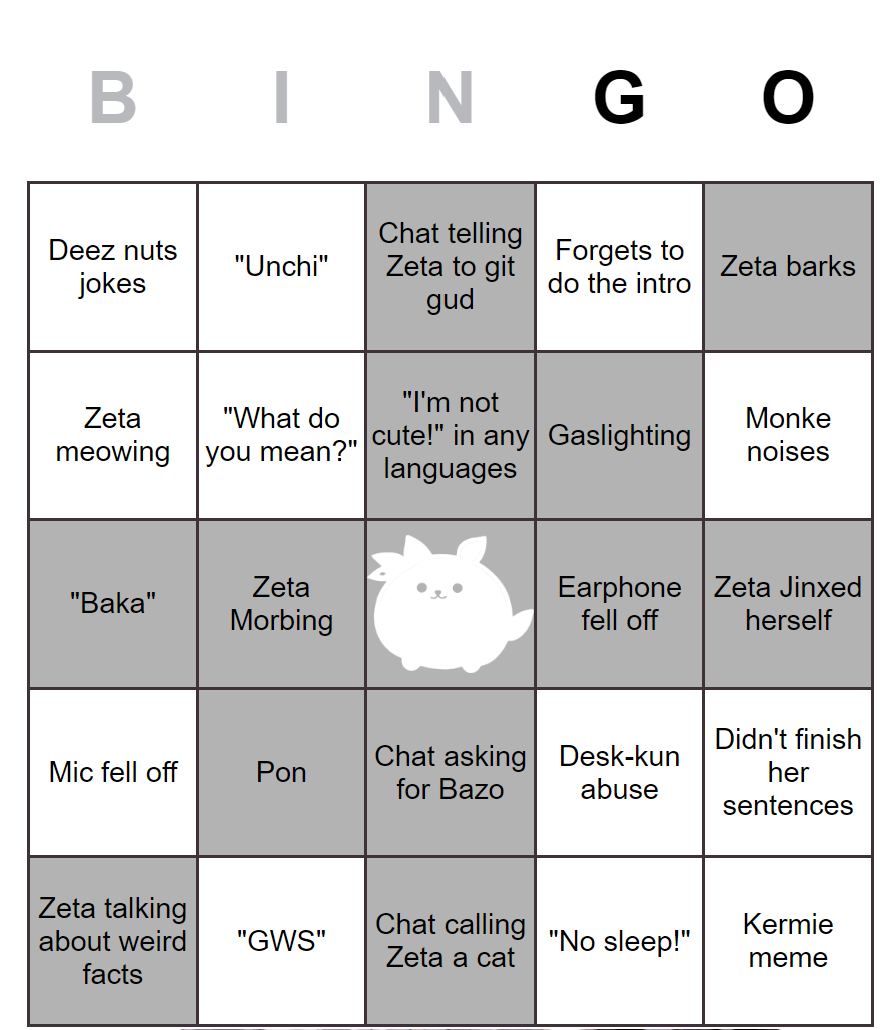 B I N G O
Deez nuts
jokes
"Unchi"
Chat telling
Zeta to git
gud
Forgets to
do the intro
Zeta barks
Zeta
meowing
"What do
you mean?"
"I'm not
cute!" in any
languages
Gaslighting
Monke
noises
"Baka"
Zeta
Morbing
Earphone
fell off
Zeta Jinxed
herself
Mic fell off
Pon
Chat asking
for Bazo
Desk-kun
abuse
Didn't finish
her
sentences
Zeta talking
about weird
facts
"GWS"
Chat calling
Zeta a cat
"No sleep!"
Kermie
meme